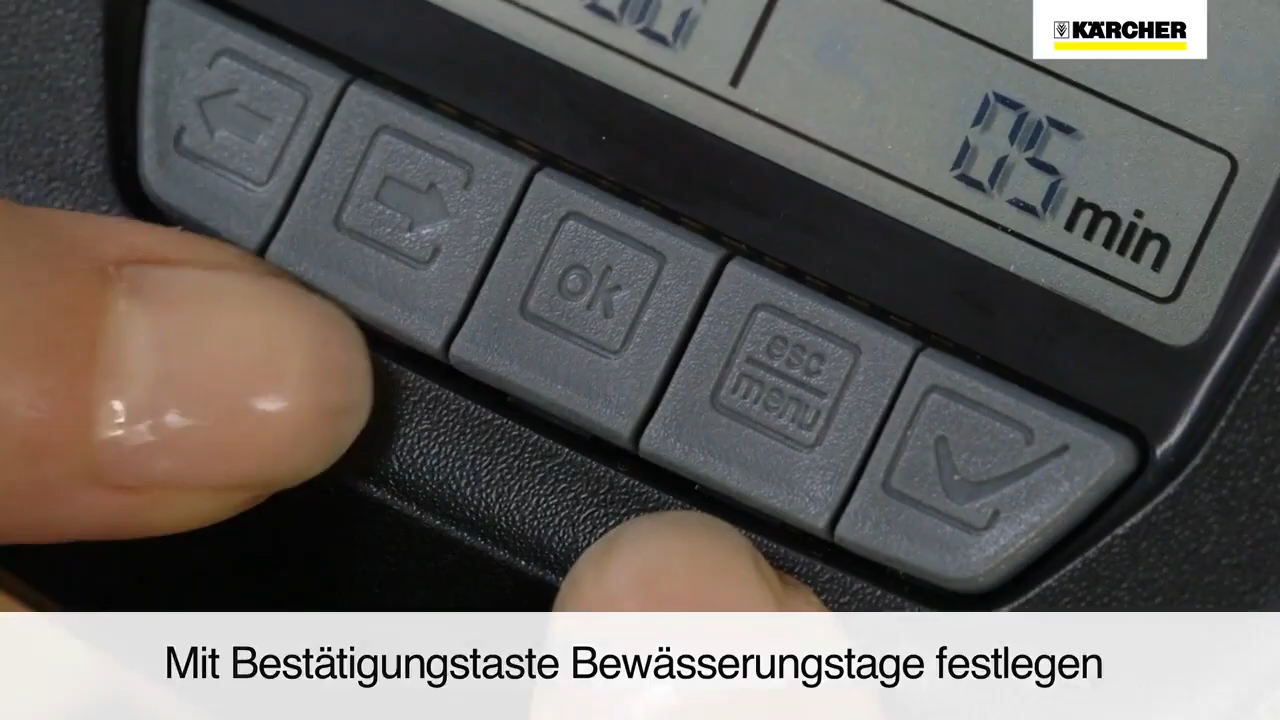 KÄRCHER
05 min
ok
esc
menu
Mit Bestätigungstaste Bewässerungstage festlegen